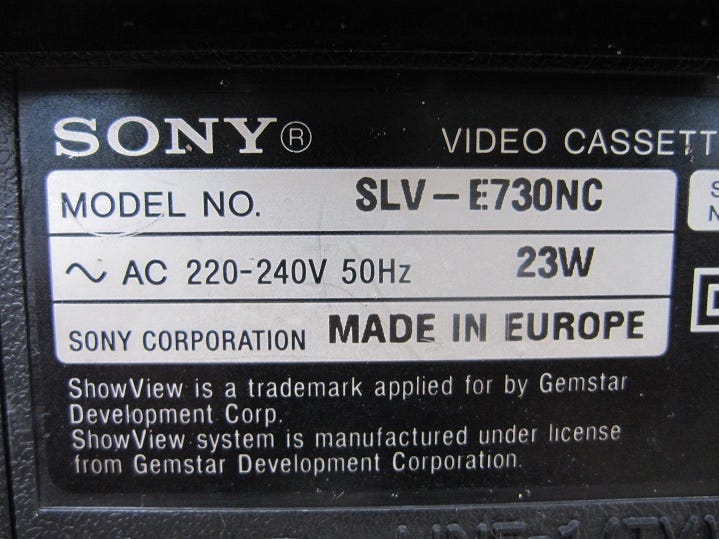 SONY® VIDEO CASSETT
MODEL NO. SLV-E730NC
~ AC 220-240V 50Hz 23W
SONY CORPORATION MADE IN EUROPE
ShowView is a trademark applied for by Gemstar
Development Corp.
ShowView system is manufactured under license
from Gemstar Development Corporation.